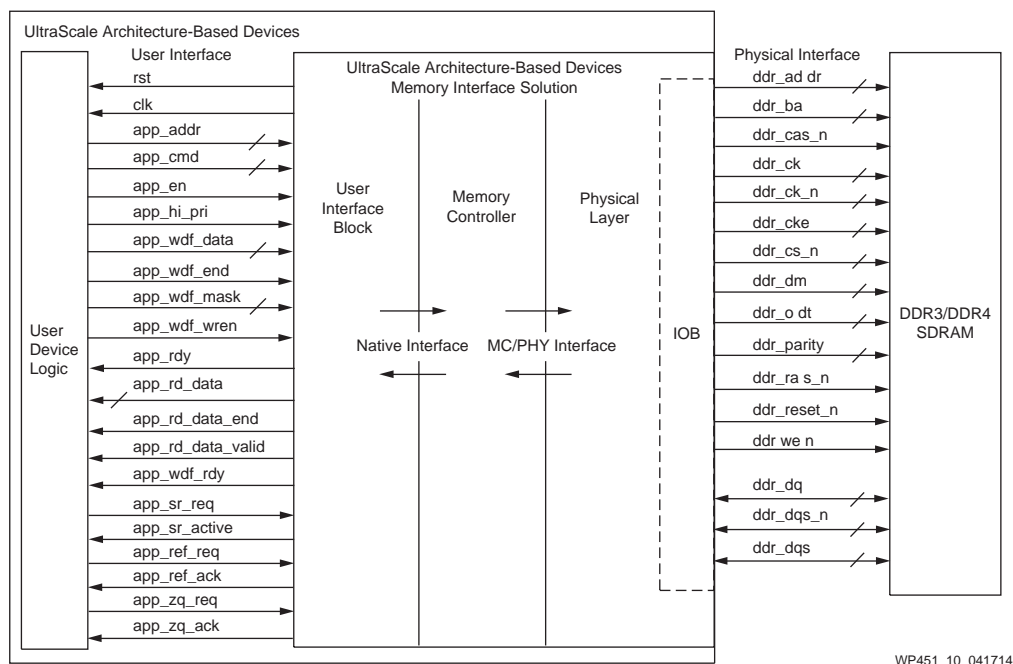 UltraScale Architecture-Based Devices
User Interface
rst
clk
app_addr
app_cmd
app_en
app_hi_pri
app_wdf_data
app_wdf_end
app_wdf_mask
app_wdf_wren
app_rdy
app_rd_data
app_rd_data_end
app_rd_data_valid
app_wdf_rdy
app_sr_req
app_sr_active
app_ref_req
app_ref_ack
app_zq_req
app_zq_ack
User
Device
Logic
UltraScale Architecture-Based Devices
Memory Interface Solution
User
Interface
Block
Memory
Controller
Physical
Layer
Native Interface
MC/PHY Interface
IOB
Physical Interface
ddr_ad dr
ddr_ba
ddr_cas_n
ddr_ck
ddr_ck_n
ddr_cke
ddr_cs_n
ddr_dm
ddr_o dt
ddr_parity
ddr_ra s_n
ddr_reset_n
ddr we n
ddr_dq
ddr_dqs_n
ddr_dqs
DDR3/DDR4
SDRAM
WP451_10_041714